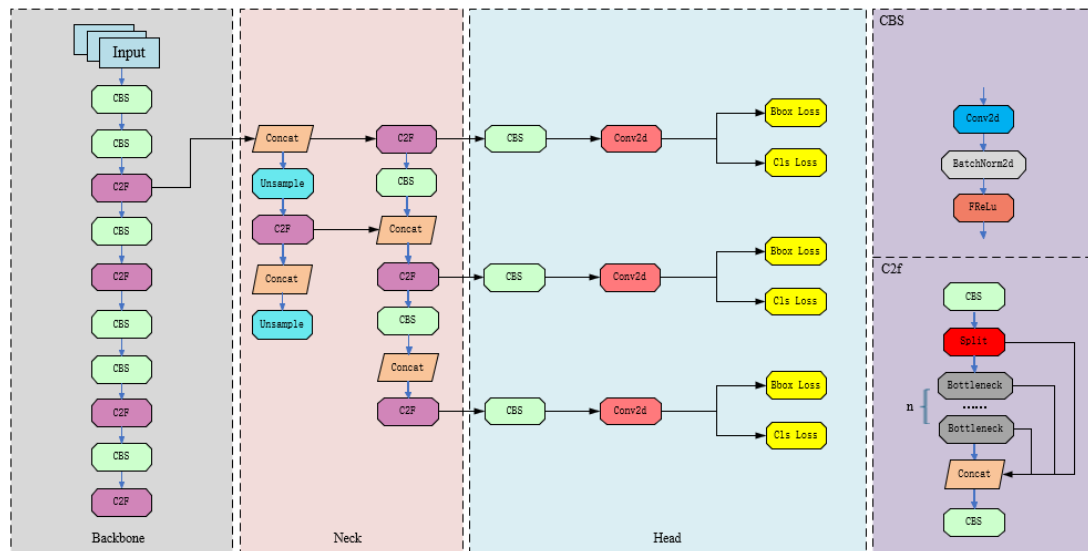 Input
CBS
CBS
C2F
CBS
C2F
CBS
CBS
C2F
CBS
C2F
Backbone
Concat
Unsample
C2F
Concat
Unsample
C2F
CBS
Concat
C2F
CBS
Concat
C2F
Neck
CBS
Conv2d
Bbox Loss
Cls Loss
CBS
Conv2d
Bbox Loss
Cls Loss
CBS
Conv2d
Bbox Loss
Cls Loss
Head
CBS
Conv2d
BatchNorm2d
FReLu
C2f
CBS
Split
Bottleneck
n
......
Bottleneck
Concat
CBS